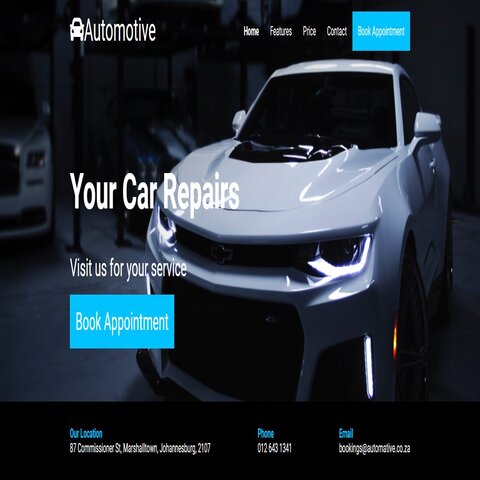 Automotive
Home Features Price Contact Book Appointment
Your Car Repairs
Visit us for your service
Book Appointment
Our Location Phone Email
87 Commissioner St, Marshalltown, Johannesburg, 2107 012 643 1341 bookings@automative.co.za